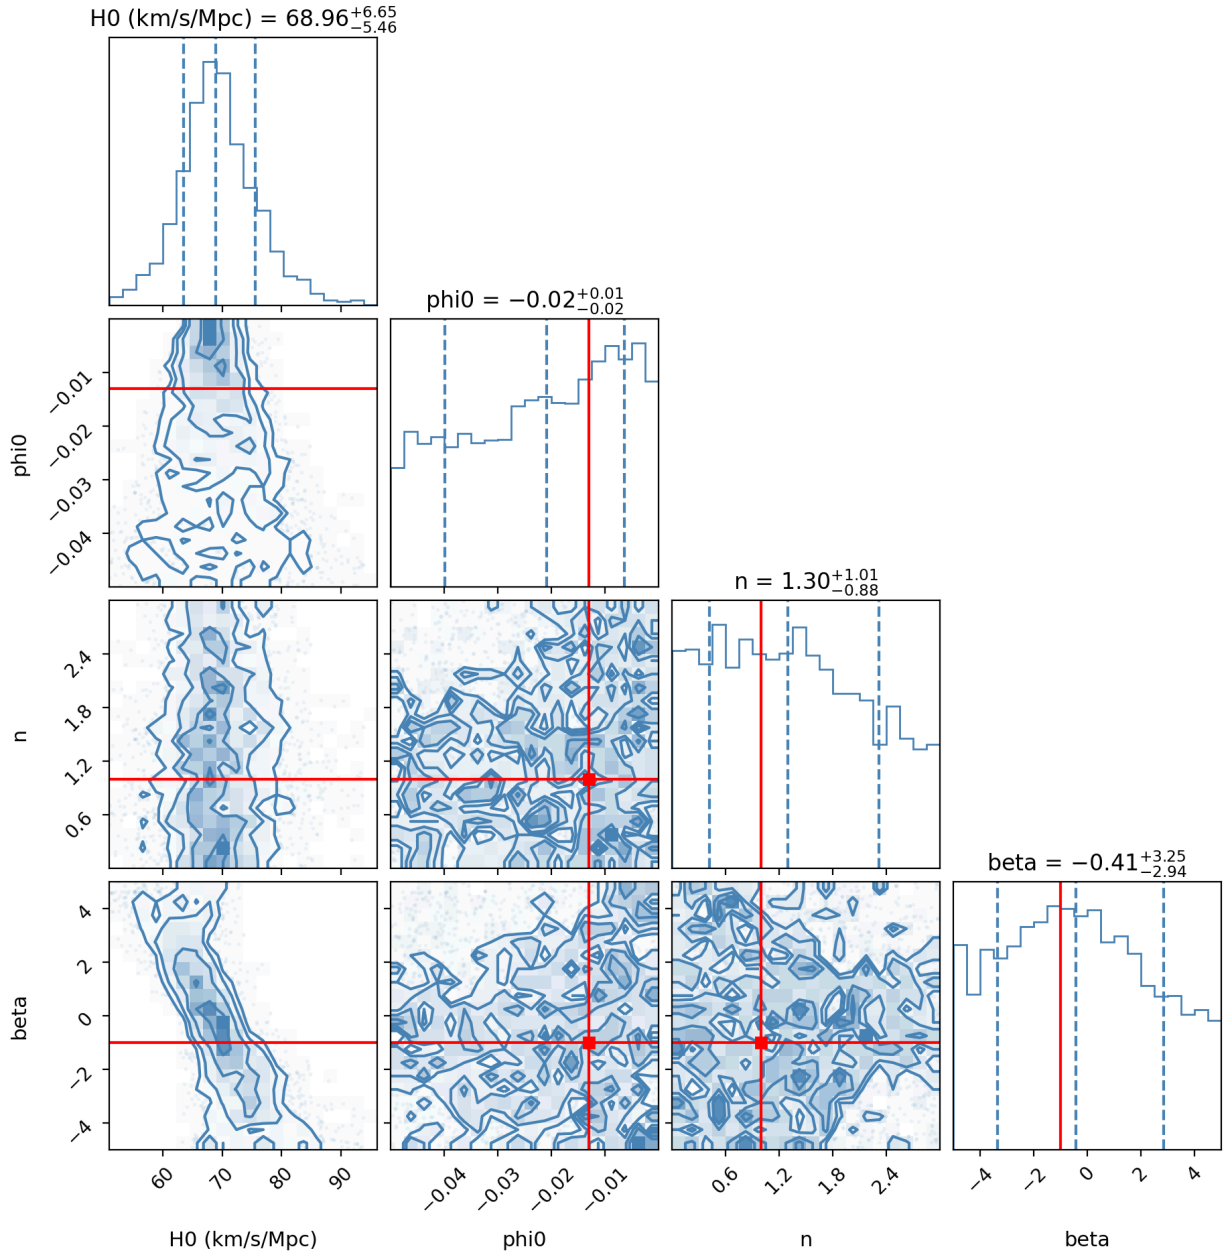 H0 (km/s/Mpc) = 68.96+6.65−5.46
phi0 = −0.02+0.01−0.02
−0.01
−0.02
−0.03
−0.04
phi0
n = 1.30+1.01−0.88
2.4
1.8
1.2
0.6
n
beta = −0.41+3.25−2.94
4
2
0
−2
−4
beta
60 70 90
−0.04 −0.03 −0.02 −0.01
0.6 1.2 1.8 2.4
−4 −2 0 2 4
H0 (km/s/Mpc) phi0 n beta